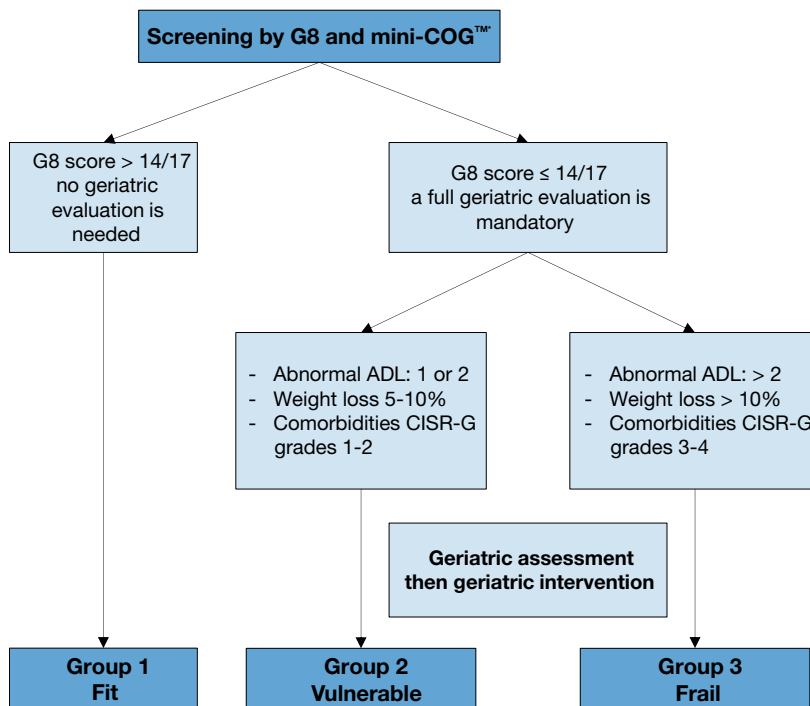 Screening by G8 and mini-COG™*
G8 score > 14/17
no geriatric
evaluation is
needed
G8 score ≤ 14/17
a full geriatric evaluation is
mandatory
- Abnormal ADL: 1 or 2
- Weight loss 5-10%
- Comorbidities CISR-G
grades 1-2
- Abnormal ADL: > 2
- Weight loss > 10%
- Comorbidities CISR-G
grades 3-4
Geriatric assessment
then geriatric intervention
Group 1
Fit
Group 2
Vulnerable
Group 3
Frail